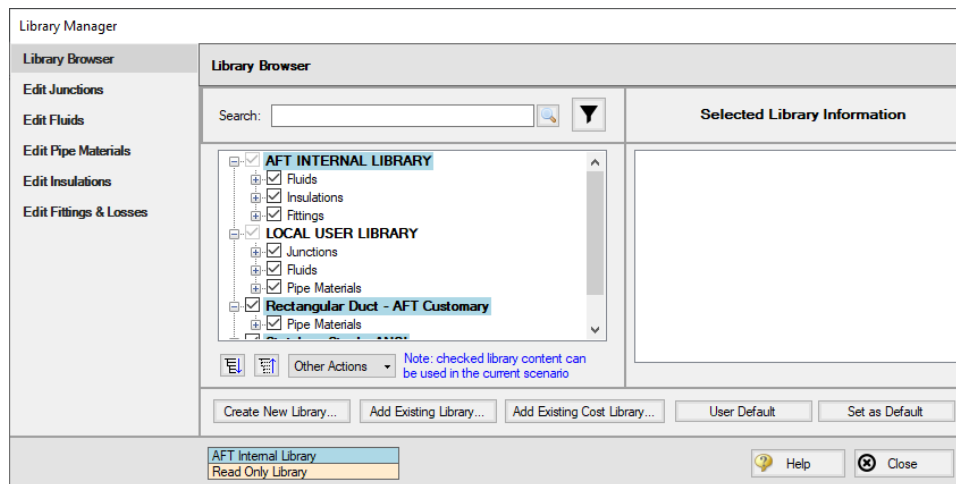 Library Manager
Library Browser
Edit Junctions
Edit Fluids
Edit Pipe Materials
Edit Insulations
Edit Fittings & Losses
Library Browser
Search:
Selected Library Information
AFT INTERNAL LIBRARY
Fluids
Insulations
Fittings
LOCAL USER LIBRARY
Junctions
Fluids
Pipe Materials
Rectangular Duct - AFT Customary
Pipe Materials
Other Actions
Note: checked library content can
be used in the current scenario
Create New Library...
Add Existing Library...
Add Existing Cost Library...
User Default
Set as Default
AFT Internal Library
Read Only Library
Help
Close